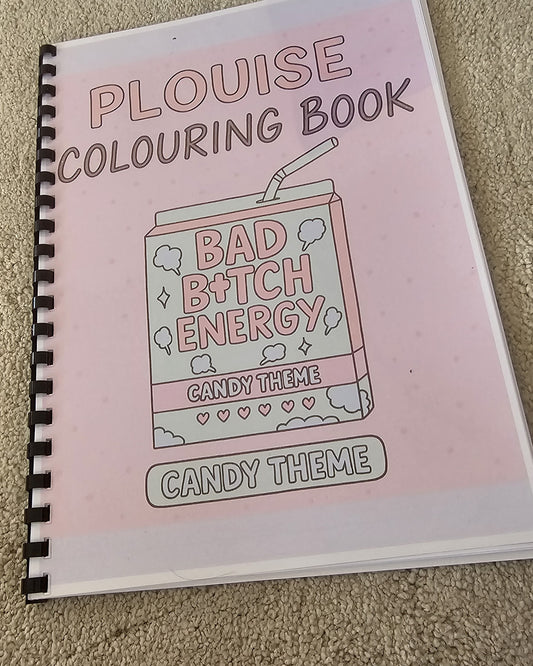 PLOUISE
COLOURING BOOK
BAD
B†TCH
ENERGY
CANDY THEME
CANDY THEME